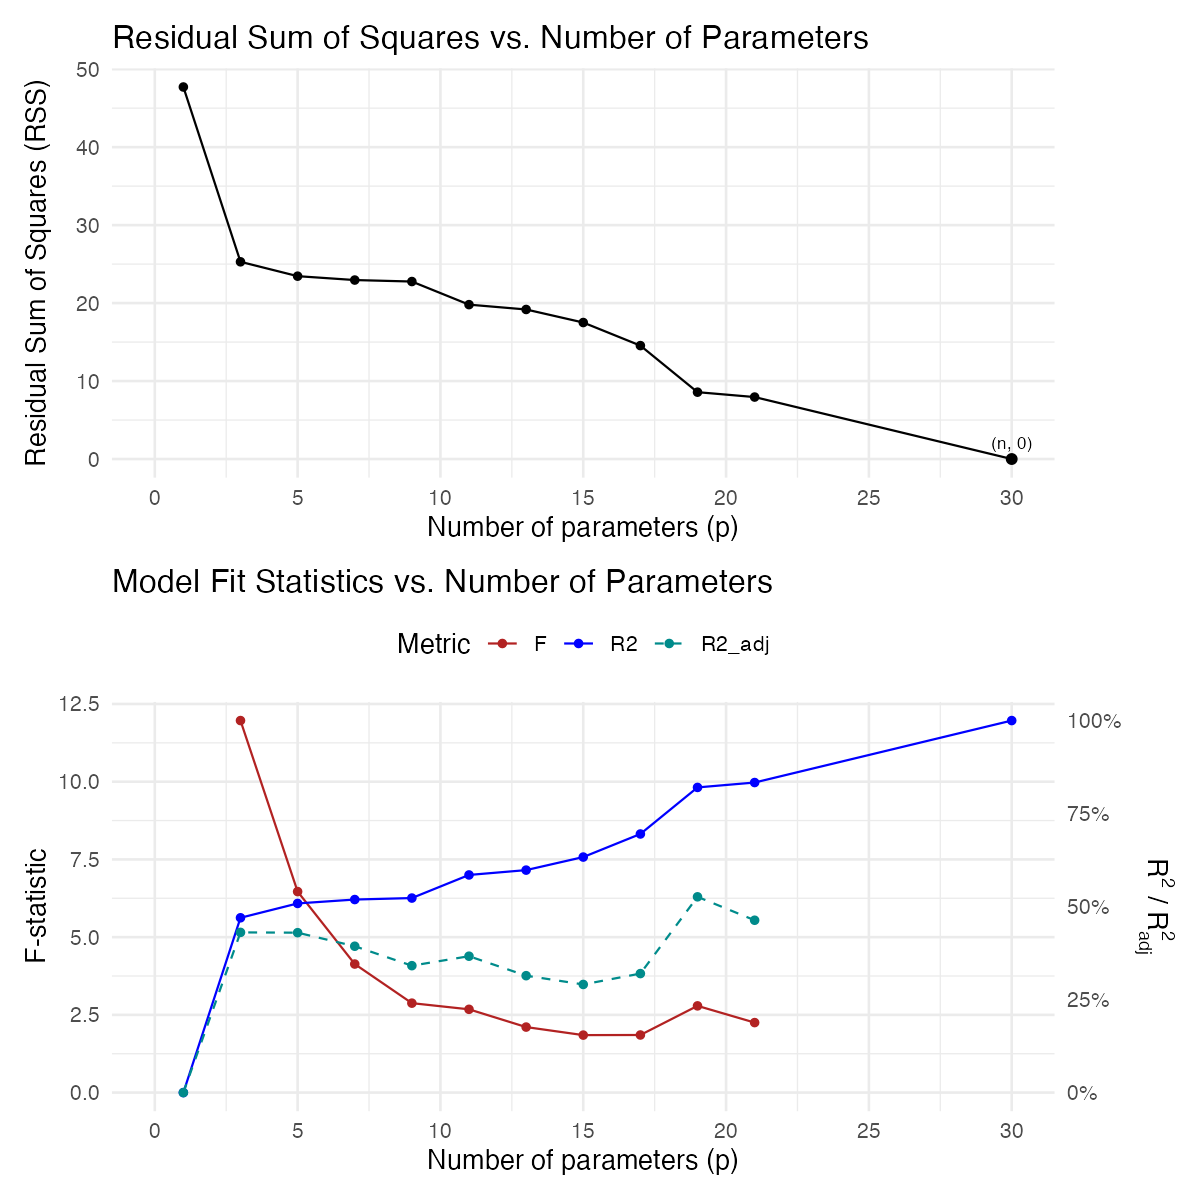 Residual Sum of Squares vs. Number of Parameters
Residual Sum of Squares (RSS)
50
40
30
20
10
0
(n, 0)
0 5 10 15 20 25 30
Number of parameters (p)
Model Fit Statistics vs. Number of Parameters
Metric F R2 R2_adj
F-statistic
12.5
10.0
7.5
5.0
2.5
0.0
100%
75%
50%
25%
0%
R² / R²adj
0 5 10 15 20 25 30
Number of parameters (p)